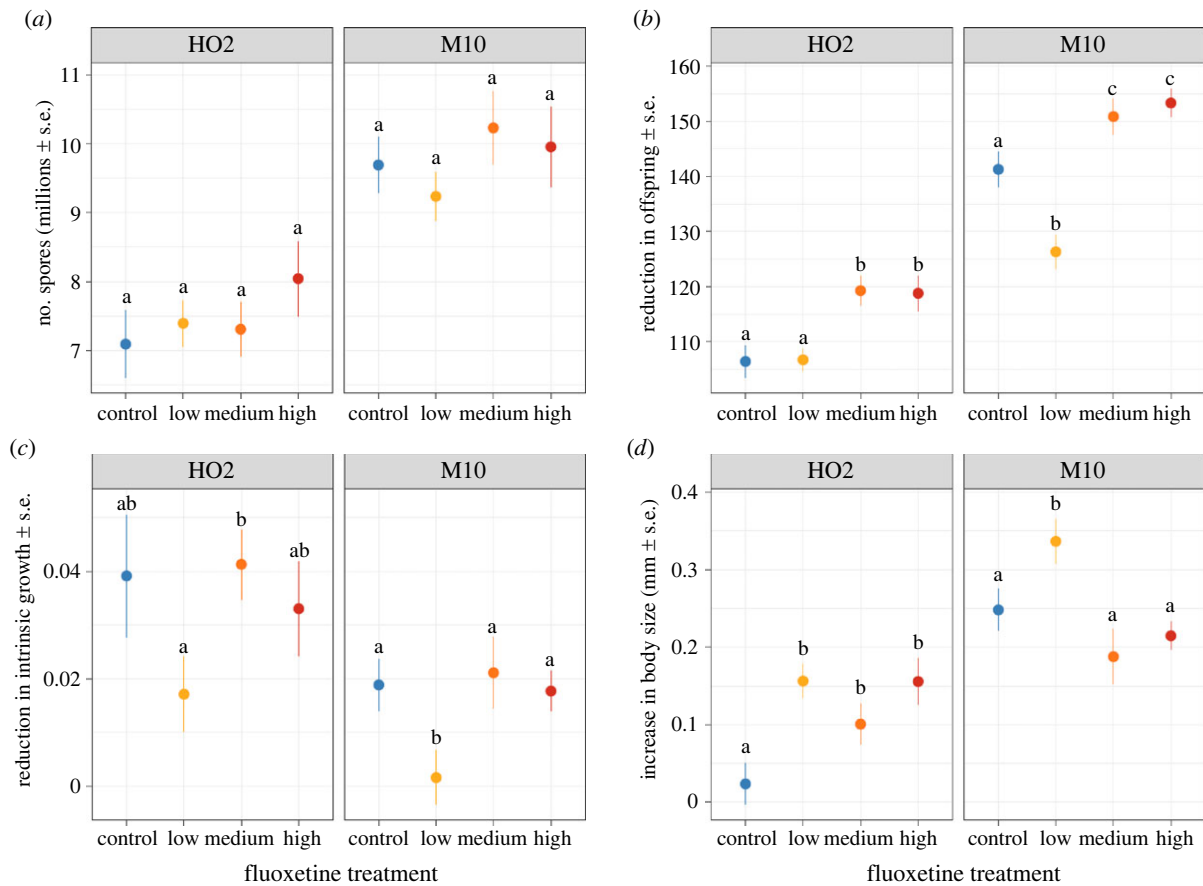 (a)
HO2
M10
no. spores (millions ± s.e.)
11
10
9
8
7
a
a
a
a
a
a
a
a
control
low
medium
high
control
low
medium
high
(b)
HO2
M10
reduction in offspring ± s.e.
160
150
140
130
120
110
a
a
b
b
a
b
c
c
control
low
medium
high
control
low
medium
high
(c)
HO2
M10
reduction in intrinsic growth ± s.e.
0.04
0.02
0
ab
a
b
ab
a
b
a
a
control
low
medium
high
control
low
medium
high
fluoxetine treatment
(d)
HO2
M10
increase in body size (mm ± s.e.)
0.4
0.3
0.2
0.1
0
a
b
b
b
a
b
a
a
control
low
medium
high
control
low
medium
high
fluoxetine treatment